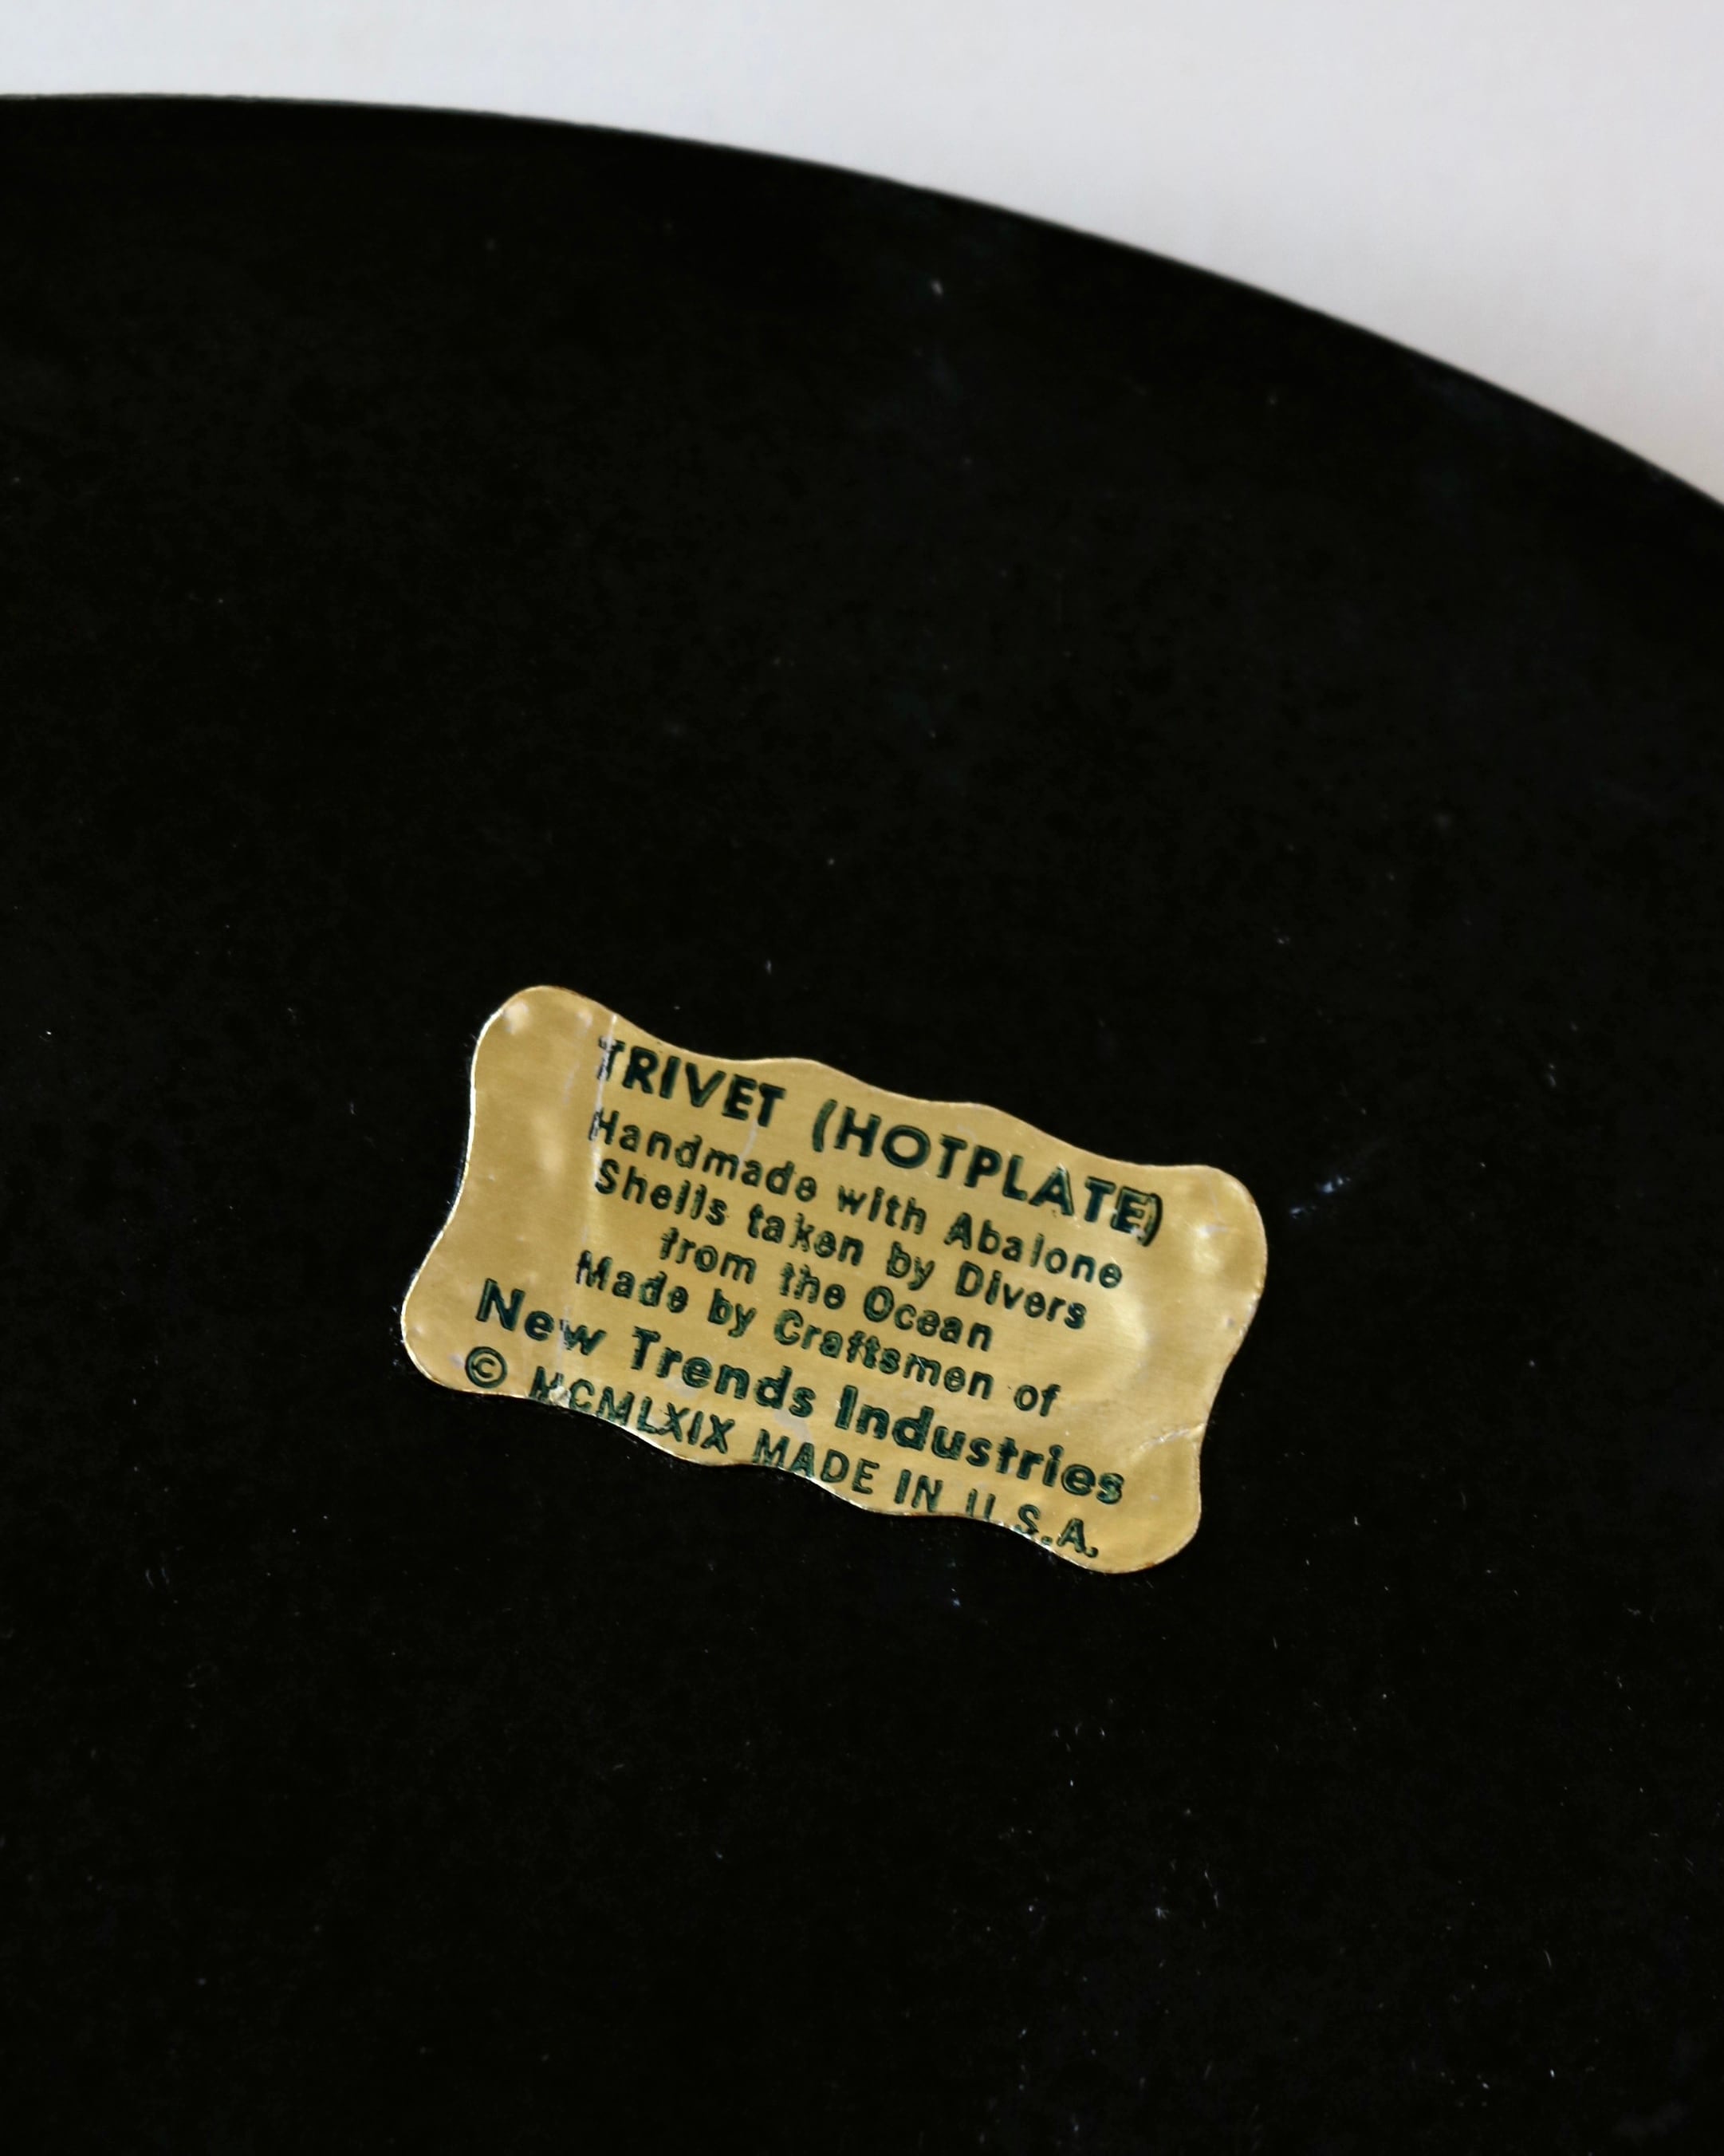 TRIVET (HOTPLATE)
Handmade with Abalone
Shells taken by Divers
from the Ocean
Made by Craftsmen of
New Trends Industries
© MCMLXIX MADE IN U.S.A.